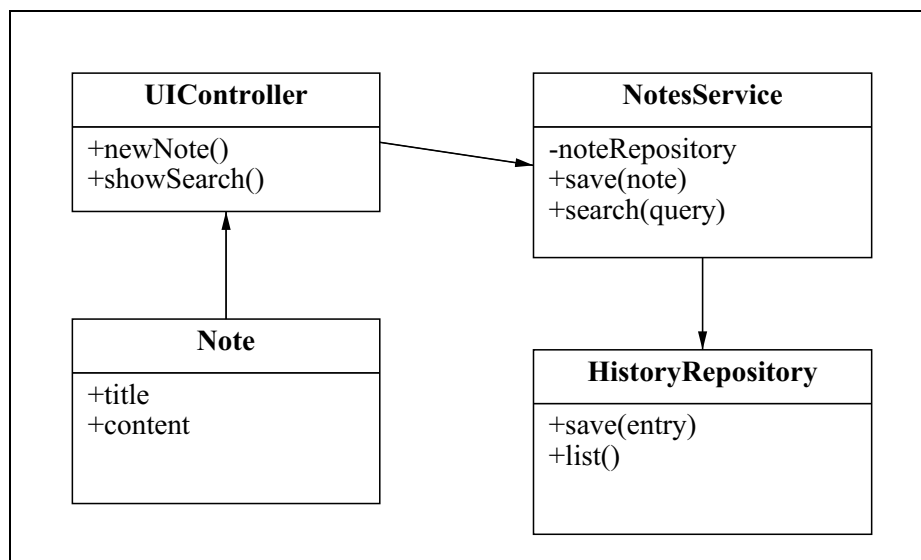 UIController
+newNote()
+showSearch()
NotesService
-noteRepository
+save(note)
+search(query)
Note
+title
+content
HistoryRepository
+save(entry)
+list()